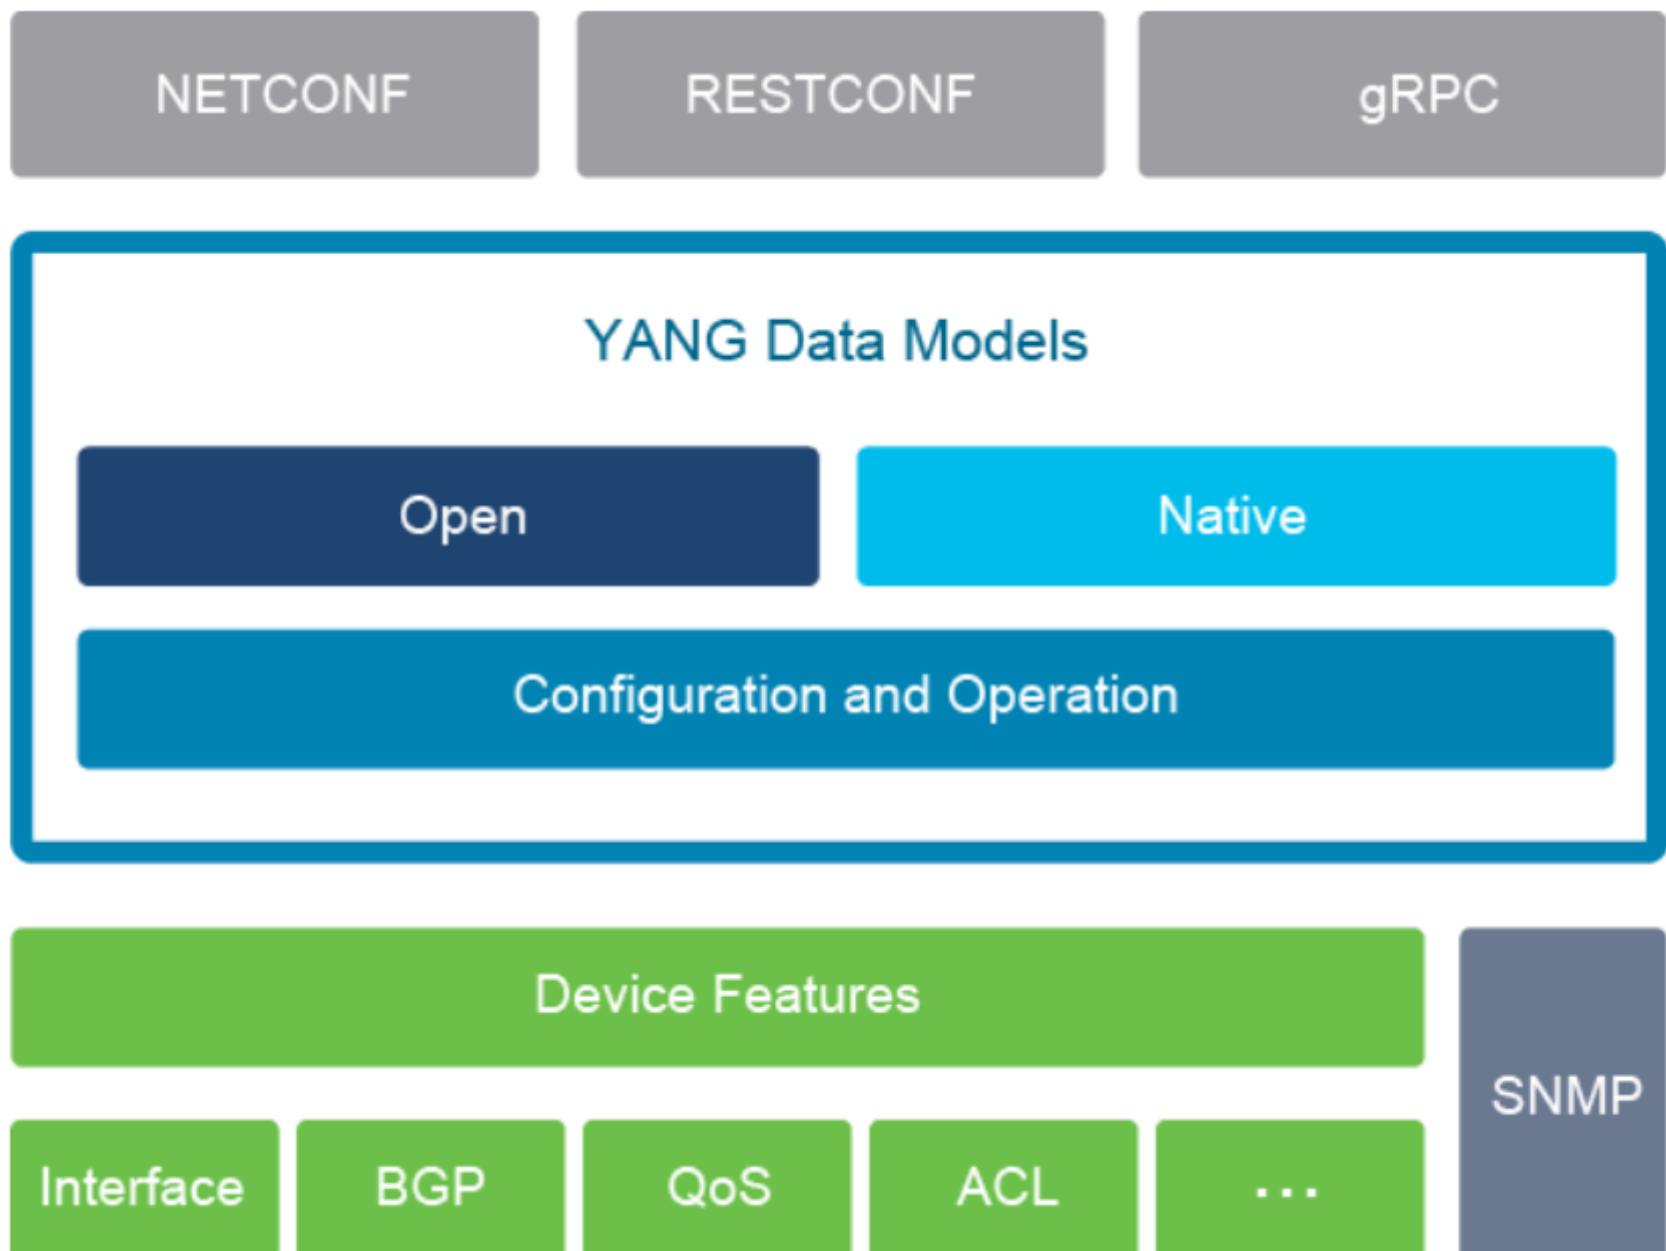 NETCONF
RESTCONF
gRPC
YANG Data Models
Open
Native
Configuration and Operation
Device Features
SNMP
Interface
BGP
QoS
ACL
...